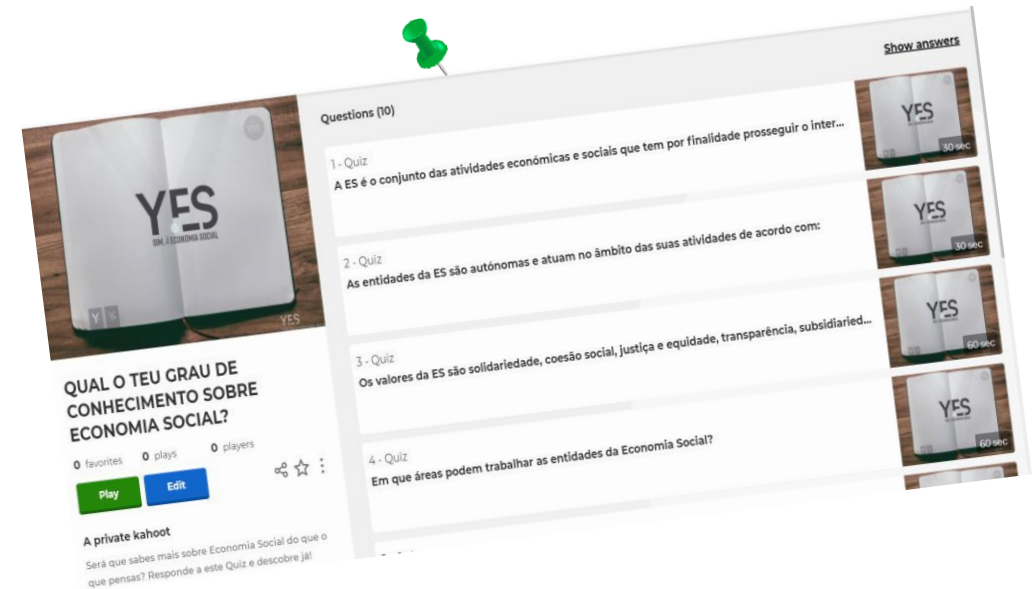 YES
SIM, À ECONOMIA SOCIAL
YES
QUAL O TEU GRAU DE
CONHECIMENTO SOBRE
ECONOMIA SOCIAL?
0 favorites 0 plays 0 players
Play Edit
A private kahoot
Será que sabes mais sobre Economia Social do que o
que pensas? Responde a este Quiz e descobre já!
Questions (10)
Show answers
1 - Quiz
A ES é o conjunto das atividades económicas e sociais que tem por finalidade prosseguir o inter...
YES
30 sec
2 - Quiz
As entidades da ES são autónomas e atuam no âmbito das suas atividades de acordo com:
YES
30 sec
3 - Quiz
Os valores da ES são solidariedade, coesão social, justiça e equidade, transparência, subsidiaried...
YES
60 sec
4 - Quiz
Em que áreas podem trabalhar as entidades da Economia Social?
YES
60 sec